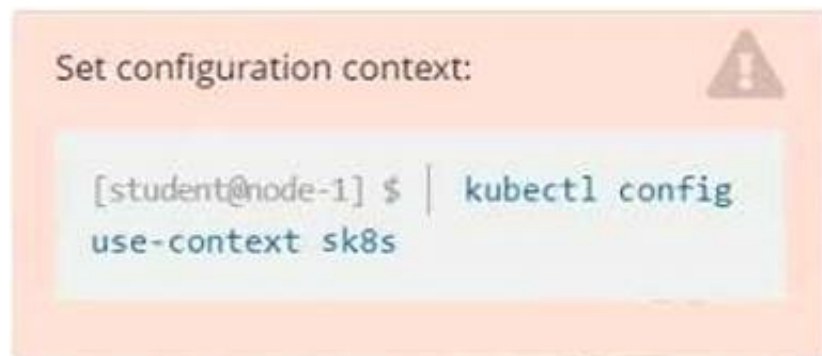 Set configuration context:
[student@node-1] $ | kubectl config
use-context sk8s